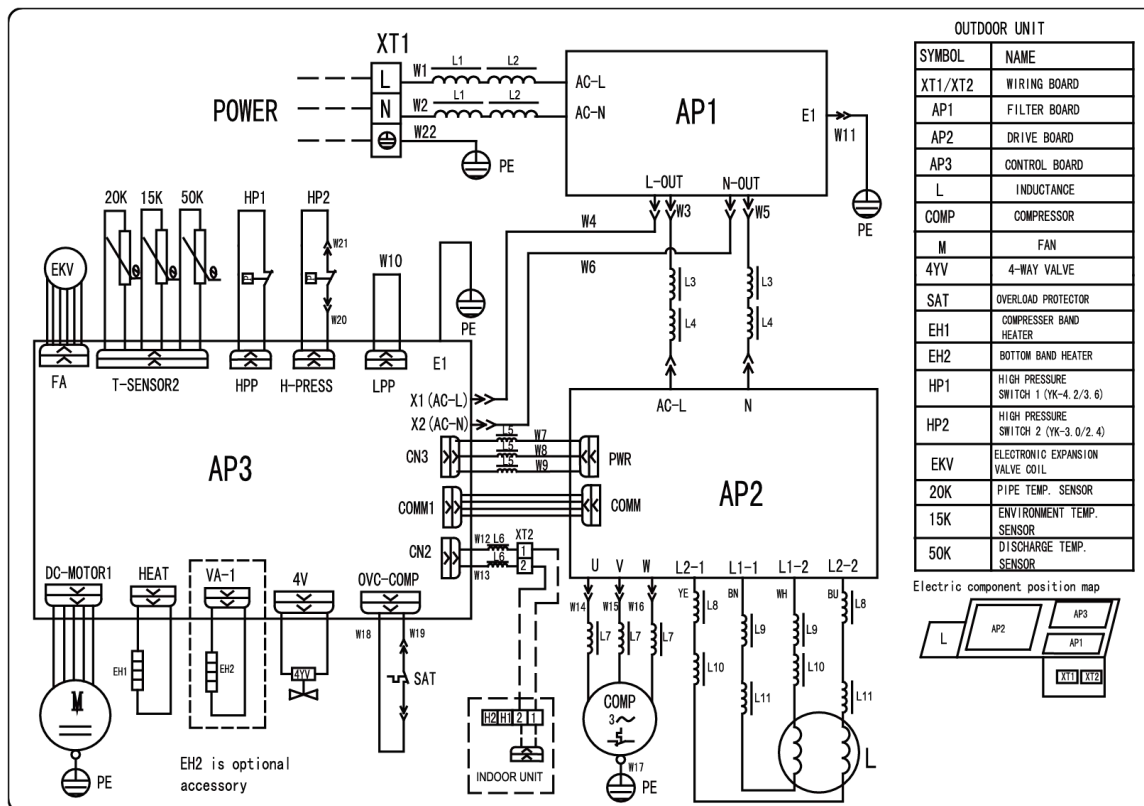 XT1
POWER
L
N
W1
L1
L2
W2
L1
L2
W22
PE
AC-L
AC-N
AP1
E1
W11
PE
L-OUT
N-OUT
W4
W3
W5
W6
L3
L4
L3
L4
20K
15K
50K
HP1
HP2
W21
W20
W10
EKV
PE
FA
T-SENSOR2
HPP
H-PRESS
LPP
E1
X1(AC-L)
X2(AC-N)
AP3
CN3
L5
W7
L5
W8
L5
W9
PWR
COMM1
COMM
CN2
W12
L6
XT2
1
W13
L6
2
AC-L
N
AP2
U
V
W
L2-1
L1-1
L1-2
L2-2
W14
W15
W16
YE
BN
WH
BU
L7
L7
L7
L8
L9
L9
L8
L10
L10
L11
L11
COMP
3~
W17
PE
L
DC-MOTOR1
HEAT
VA-1
4V
OVC-COMP
W18
W19
M
EH1
EH2
4YV
SAT
PE
EH2 is optional
accessory
H2 H1 2 1
INDOOR UNIT
OUTDOOR UNIT
SYMBOL NAME
XT1/XT2 WIRING BOARD
AP1 FILTER BOARD
AP2 DRIVE BOARD
AP3 CONTROL BOARD
L INDUCTANCE
COMP COMPRESSOR
M FAN
4YV 4-WAY VALVE
SAT OVERLOAD PROTECTOR
EH1 COMPRESSER BAND
HEATER
EH2 BOTTOM BAND HEATER
HP1 HIGH PRESSURE
SWITCH 1 (YK-4.2/3.6)
HP2 HIGH PRESSURE
SWITCH 2 (YK-3.0/2.4)
EKV ELECTRONIC EXPANSION
VALVE COIL
20K PIPE TEMP. SENSOR
15K ENVIRONMENT TEMP.
SENSOR
50K DISCHARGE TEMP.
SENSOR
Electric component position map
L
AP2
AP3
AP1
XT1
XT2